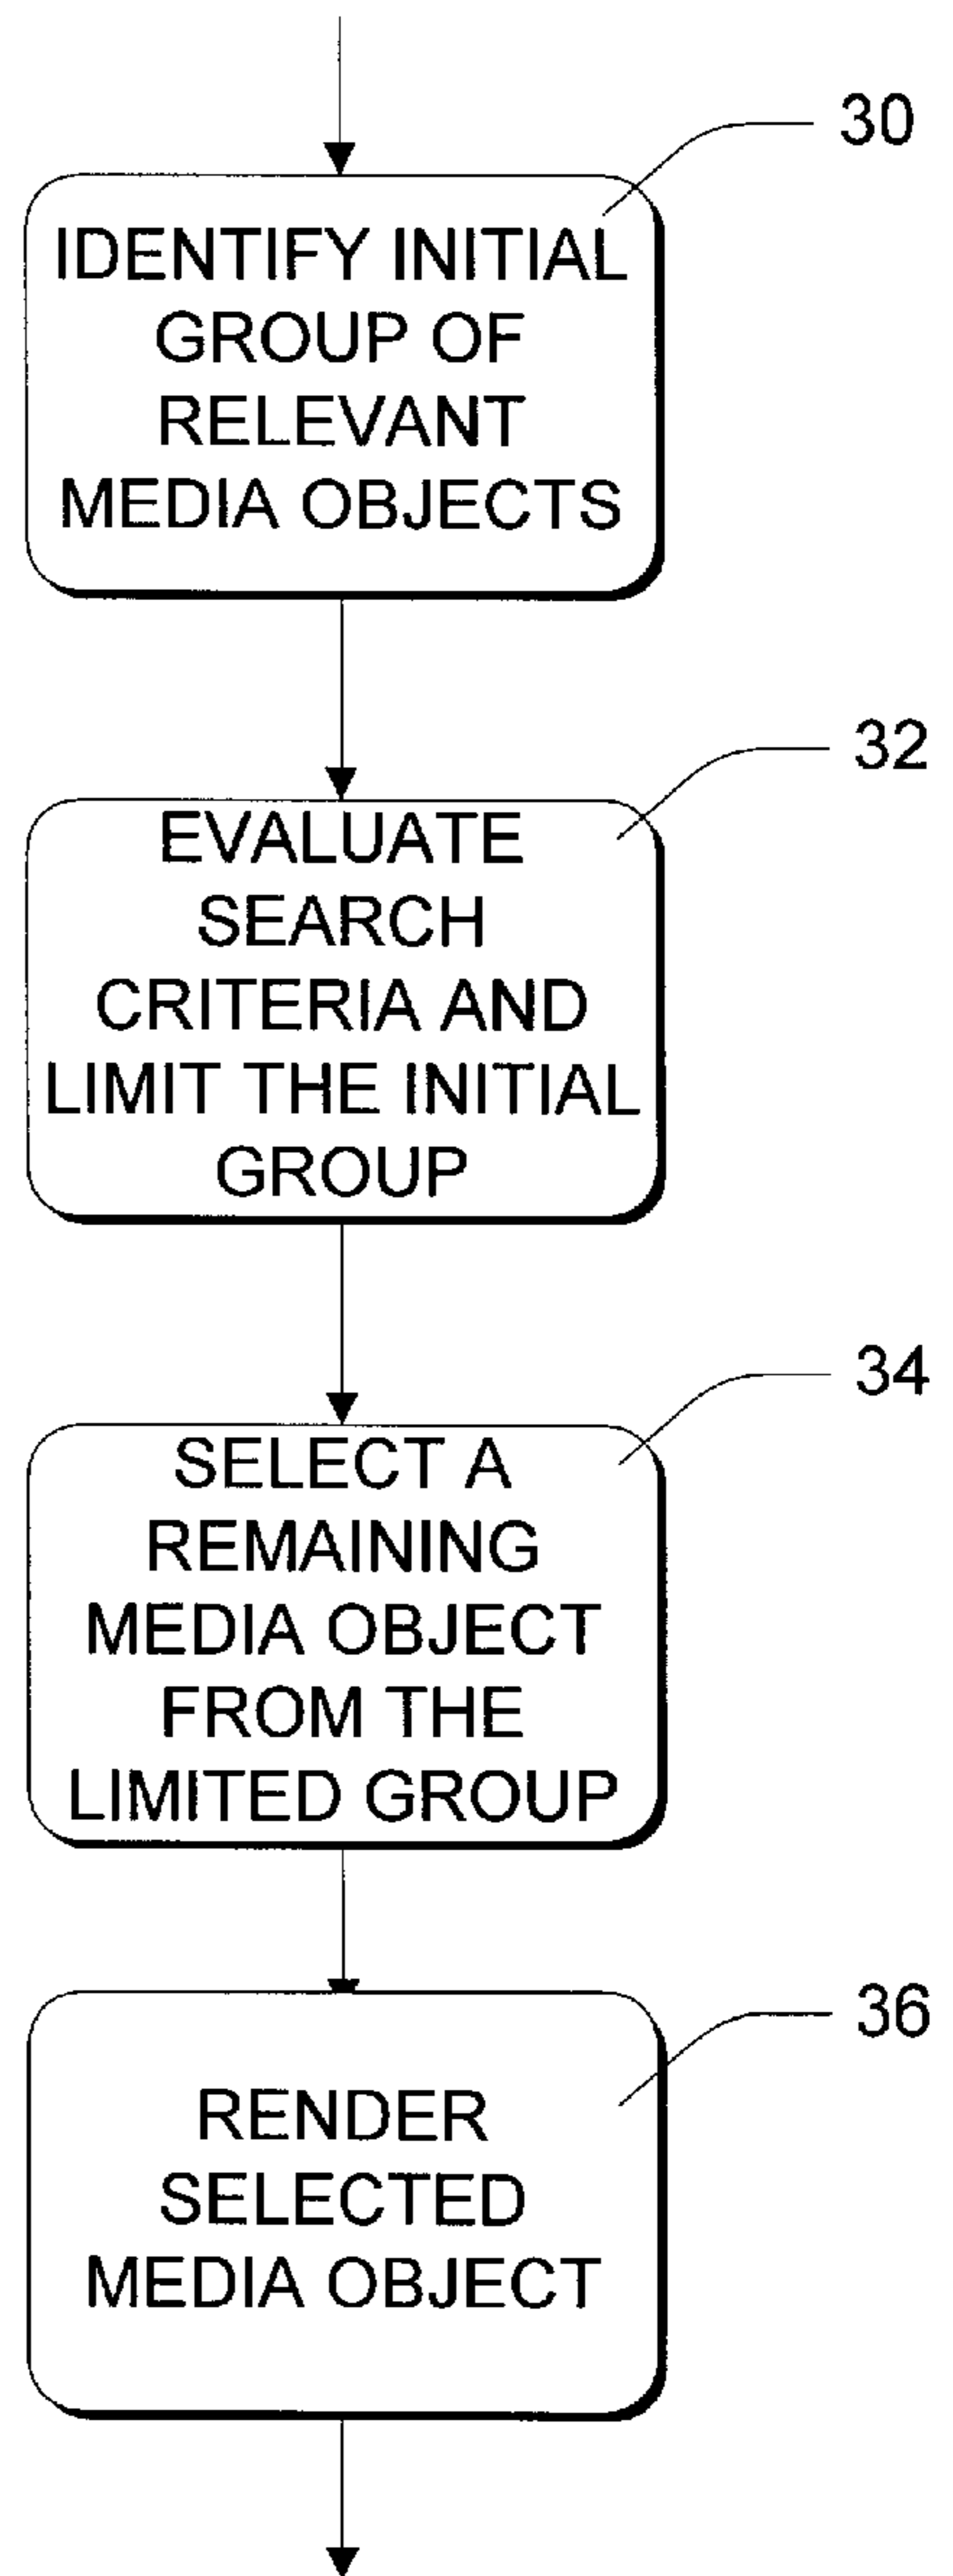 30
IDENTIFY INITIAL
GROUP OF
RELEVANT
MEDIA OBJECTS
32
EVALUATE
SEARCH
CRITERIA AND
LIMIT THE INITIAL
GROUP
34
SELECT A
REMAINING
MEDIA OBJECT
FROM THE
LIMITED GROUP
36
RENDER
SELECTED
MEDIA OBJECT